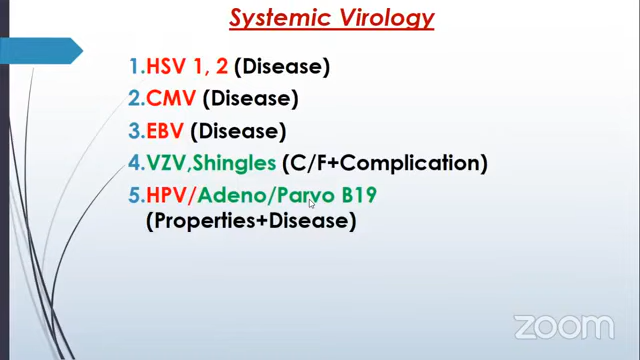 Systemic Virology
1.HSV 1, 2 (Disease)
2.CMV (Disease)
3.EBV (Disease)
4.VZV,Shingles (C/F+Complication)
5.HPV/Adeno/Parvo B19
(Properties+Disease)
zoom